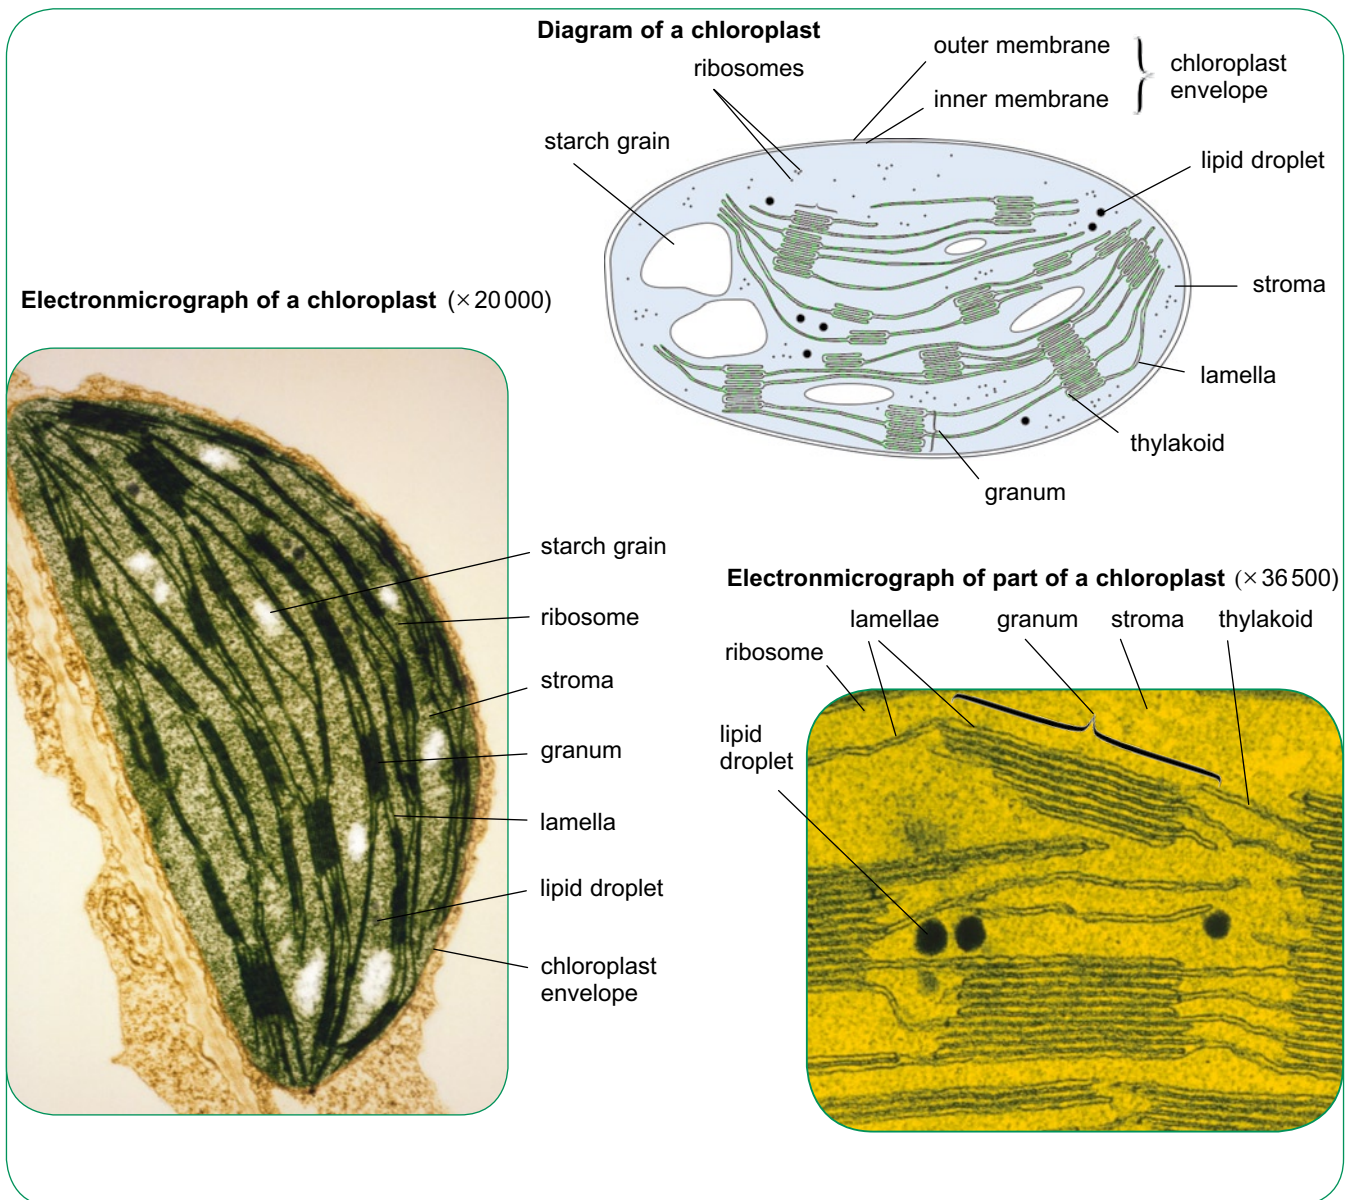 Diagram of a chloroplast
ribosomes
outer membrane
inner membrane
chloroplast
envelope
starch grain
lipid droplet
stroma
lamella
thylakoid
granum
Electronmicrograph of a chloroplast (×20 000)
starch grain
ribosome
stroma
granum
lamella
lipid droplet
chloroplast
envelope
Electronmicrograph of part of a chloroplast (×36 500)
lamellae
granum
stroma
thylakoid
ribosome
lipid
droplet